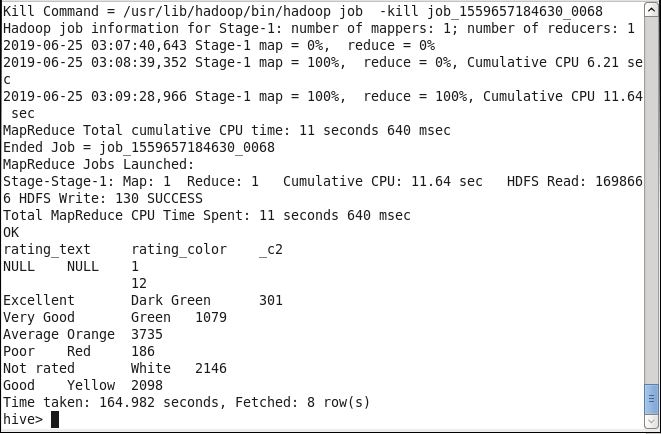 Kill Command = /usr/lib/hadoop/bin/hadoop job  -kill job_1559657184630_0068
Hadoop job information for Stage-1: number of mappers: 1; number of reducers: 1
2019-06-25 03:07:40,643 Stage-1 map = 0%,  reduce = 0%
2019-06-25 03:08:39,352 Stage-1 map = 100%,  reduce = 0%, Cumulative CPU 6.21 se
c
2019-06-25 03:09:28,966 Stage-1 map = 100%,  reduce = 100%, Cumulative CPU 11.64
 sec
MapReduce Total cumulative CPU time: 11 seconds 640 msec
Ended Job = job_1559657184630_0068
MapReduce Jobs Launched:
Stage-Stage-1: Map: 1  Reduce: 1   Cumulative CPU: 11.64 sec   HDFS Read: 169866
6 HDFS Write: 130 SUCCESS
Total MapReduce CPU Time Spent: 11 seconds 640 msec
OK
rating_text     rating_color    _c2
NULL    NULL    1
                12
Excellent       Dark Green      301
Very Good       Green   1079
Average Orange  3735
Poor    Red     186
Not rated       White   2146
Good    Yellow  2098
Time taken: 164.982 seconds, Fetched: 8 row(s)
hive>